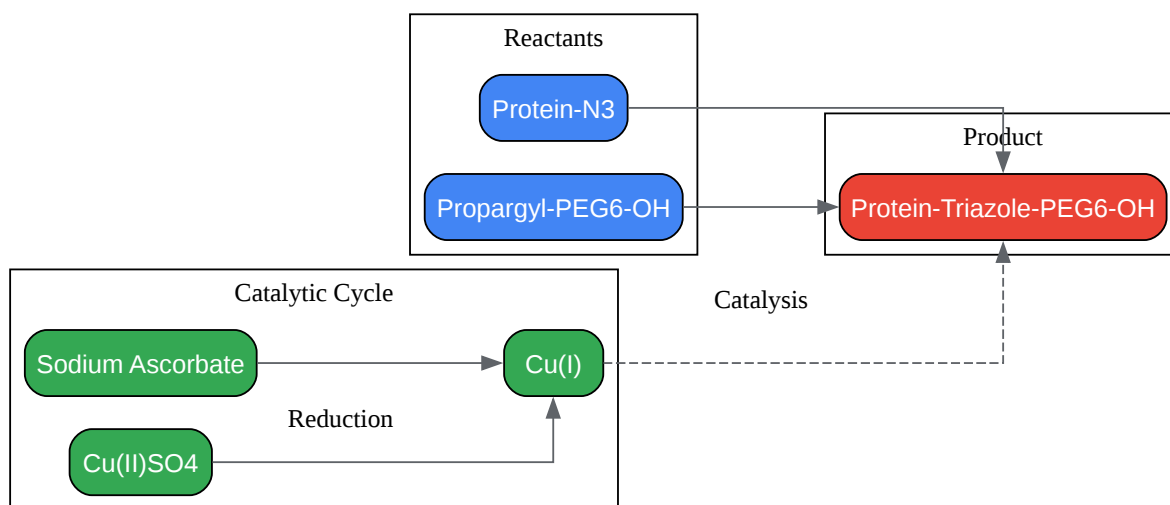 Reactants
Protein-N3
Product
Propargyl-PEG6-OH
Protein-Triazole-PEG6-OH
Catalytic Cycle
Catalysis
Sodium Ascorbate
Cu(I)
Reduction
Cu(II)SO4